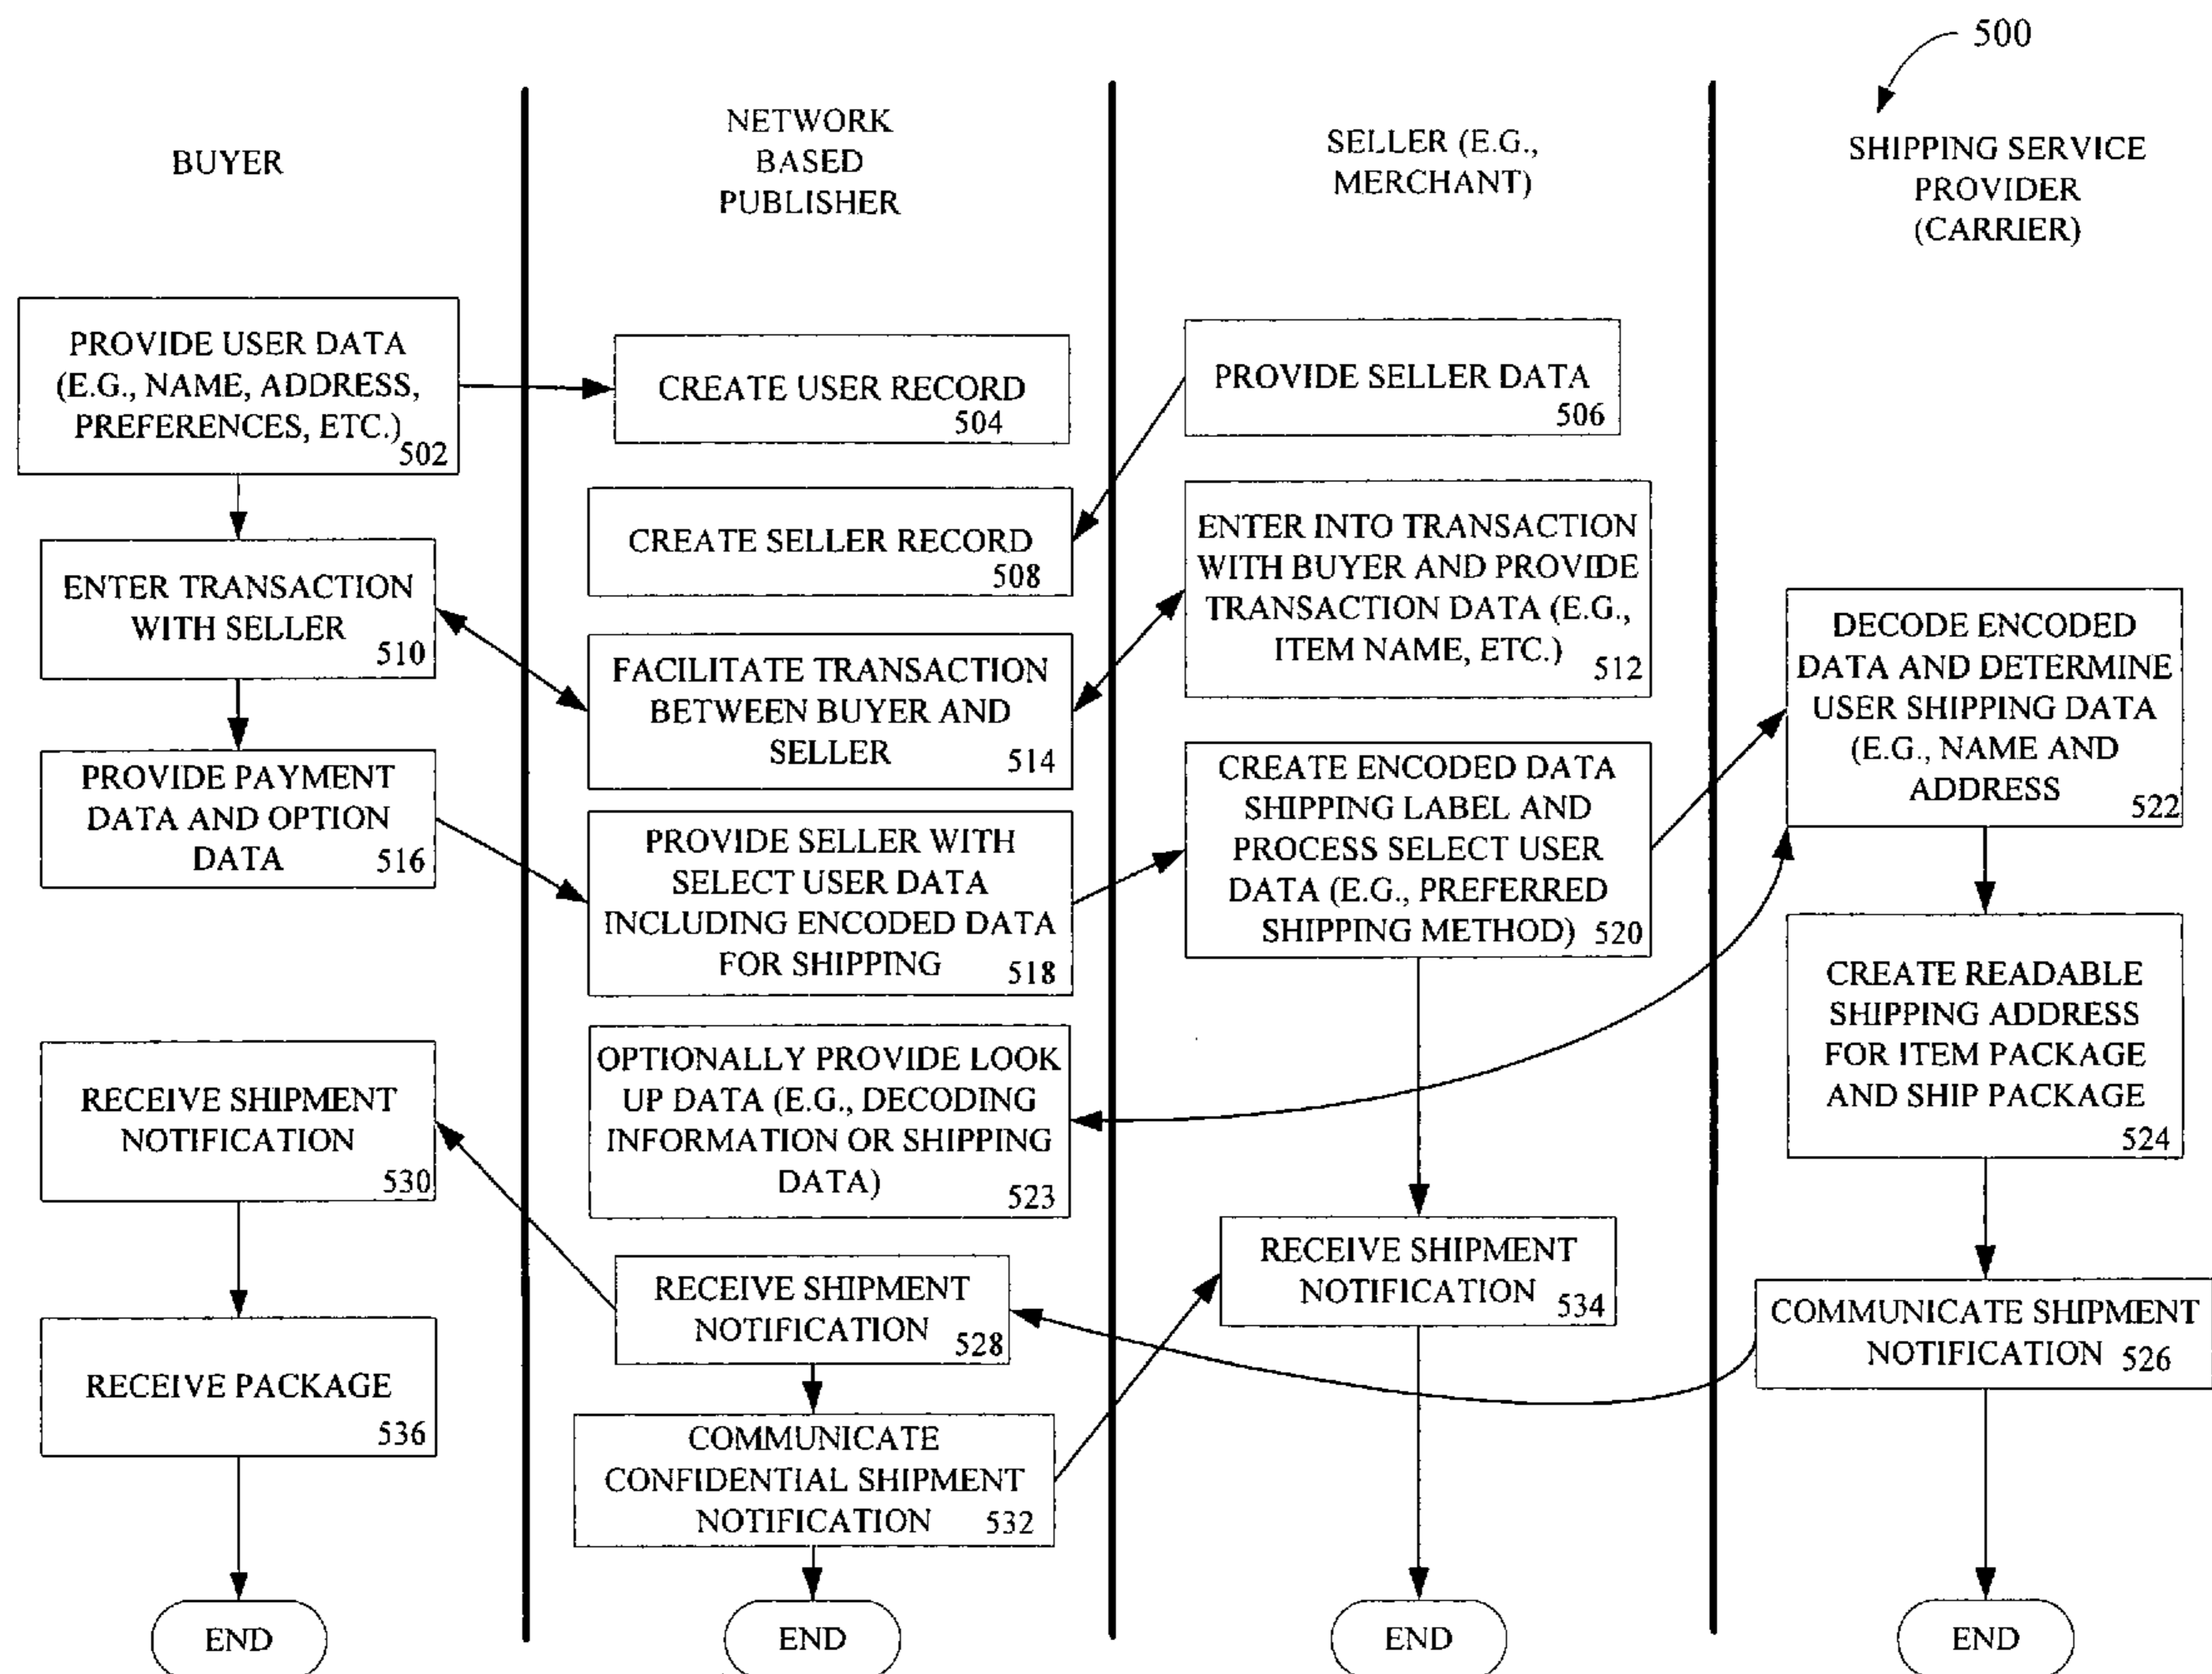 500
BUYER
NETWORK
BASED
PUBLISHER
SELLER (E.G.,
MERCHANT)
SHIPPING SERVICE
PROVIDER
(CARRIER)
PROVIDE USER DATA
(E.G., NAME, ADDRESS,
PREFERENCES, ETC.)
502
CREATE USER RECORD
504
PROVIDE SELLER DATA
506
CREATE SELLER RECORD
508
ENTER TRANSACTION
WITH SELLER
510
ENTER INTO TRANSACTION
WITH BUYER AND PROVIDE
TRANSACTION DATA (E.G.,
ITEM NAME, ETC.)
512
FACILITATE TRANSACTION
BETWEEN BUYER AND
SELLER
514
PROVIDE PAYMENT
DATA AND OPTION
DATA
516
PROVIDE SELLER WITH
SELECT USER DATA
INCLUDING ENCODED DATA
FOR SHIPPING
518
CREATE ENCODED DATA
SHIPPING LABEL AND
PROCESS SELECT USER
DATA (E.G., PREFERRED
SHIPPING METHOD) 520
DECODE ENCODED
DATA AND DETERMINE
USER SHIPPING DATA
(E.G., NAME AND
ADDRESS
522
OPTIONALLY PROVIDE LOOK
UP DATA (E.G., DECODING
INFORMATION OR SHIPPING
DATA)
523
CREATE READABLE
SHIPPING ADDRESS
FOR ITEM PACKAGE
AND SHIP PACKAGE
524
COMMUNICATE SHIPMENT
NOTIFICATION 526
RECEIVE SHIPMENT
NOTIFICATION
528
RECEIVE SHIPMENT
NOTIFICATION
530
COMMUNICATE
CONFIDENTIAL SHIPMENT
NOTIFICATION 532
RECEIVE SHIPMENT
NOTIFICATION 534
RECEIVE PACKAGE
536
END
END
END
END